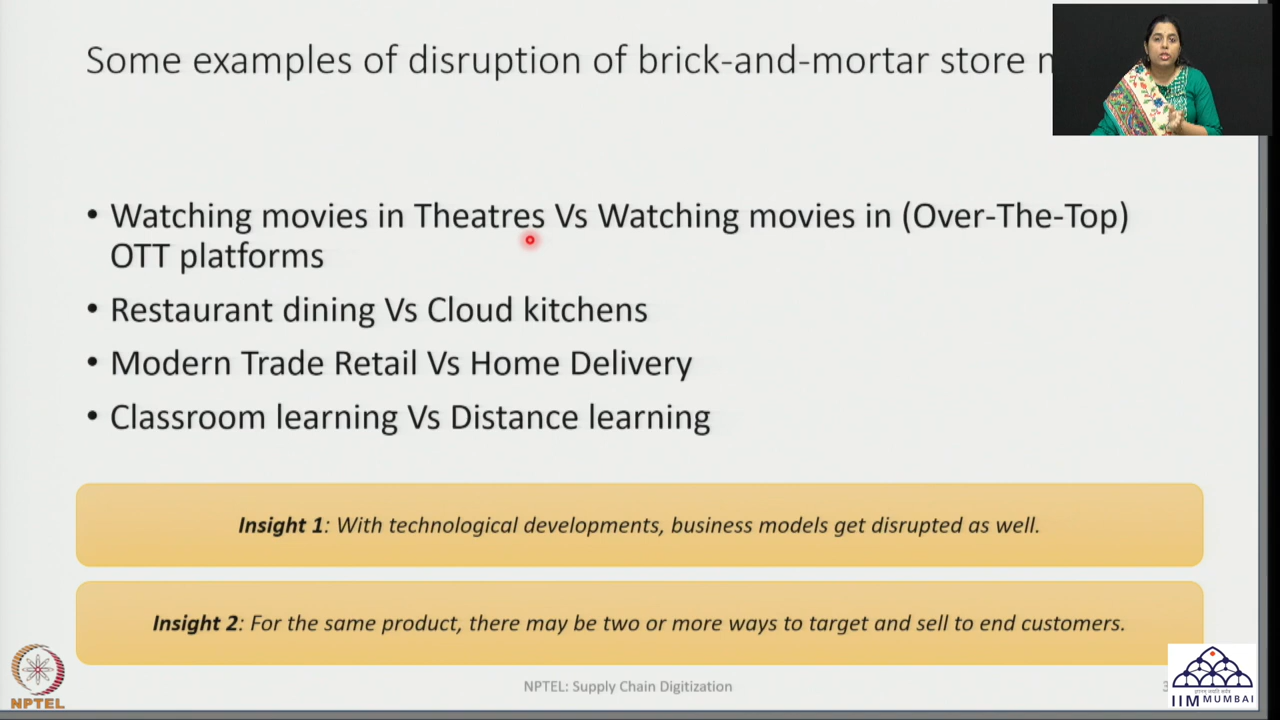 Some examples of disruption of brick-and-mortar store
• Watching movies in Theatres Vs Watching movies in (Over-The-Top)
OTT platforms
• Restaurant dining Vs Cloud kitchens
• Modern Trade Retail Vs Home Delivery
• Classroom learning Vs Distance learning
Insight 1: With technological developments, business models get disrupted as well.
Insight 2: For the same product, there may be two or more ways to target and sell to end customers.
NPTEL
NPTEL: Supply Chain Digitization
IIM MUMBAI